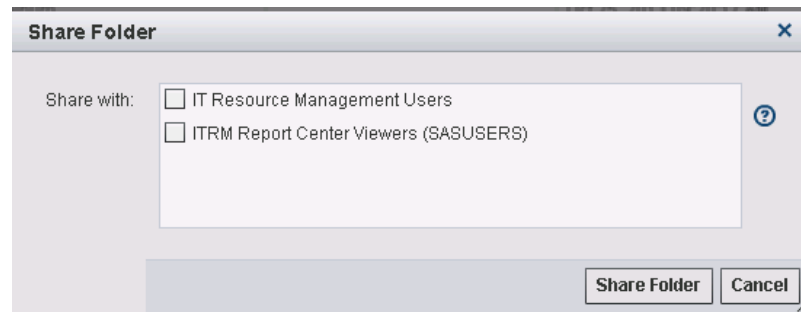 Share Folder
Share with:
IT Resource Management Users
ITRM Report Center Viewers (SASUSERS)
Share Folder
Cancel